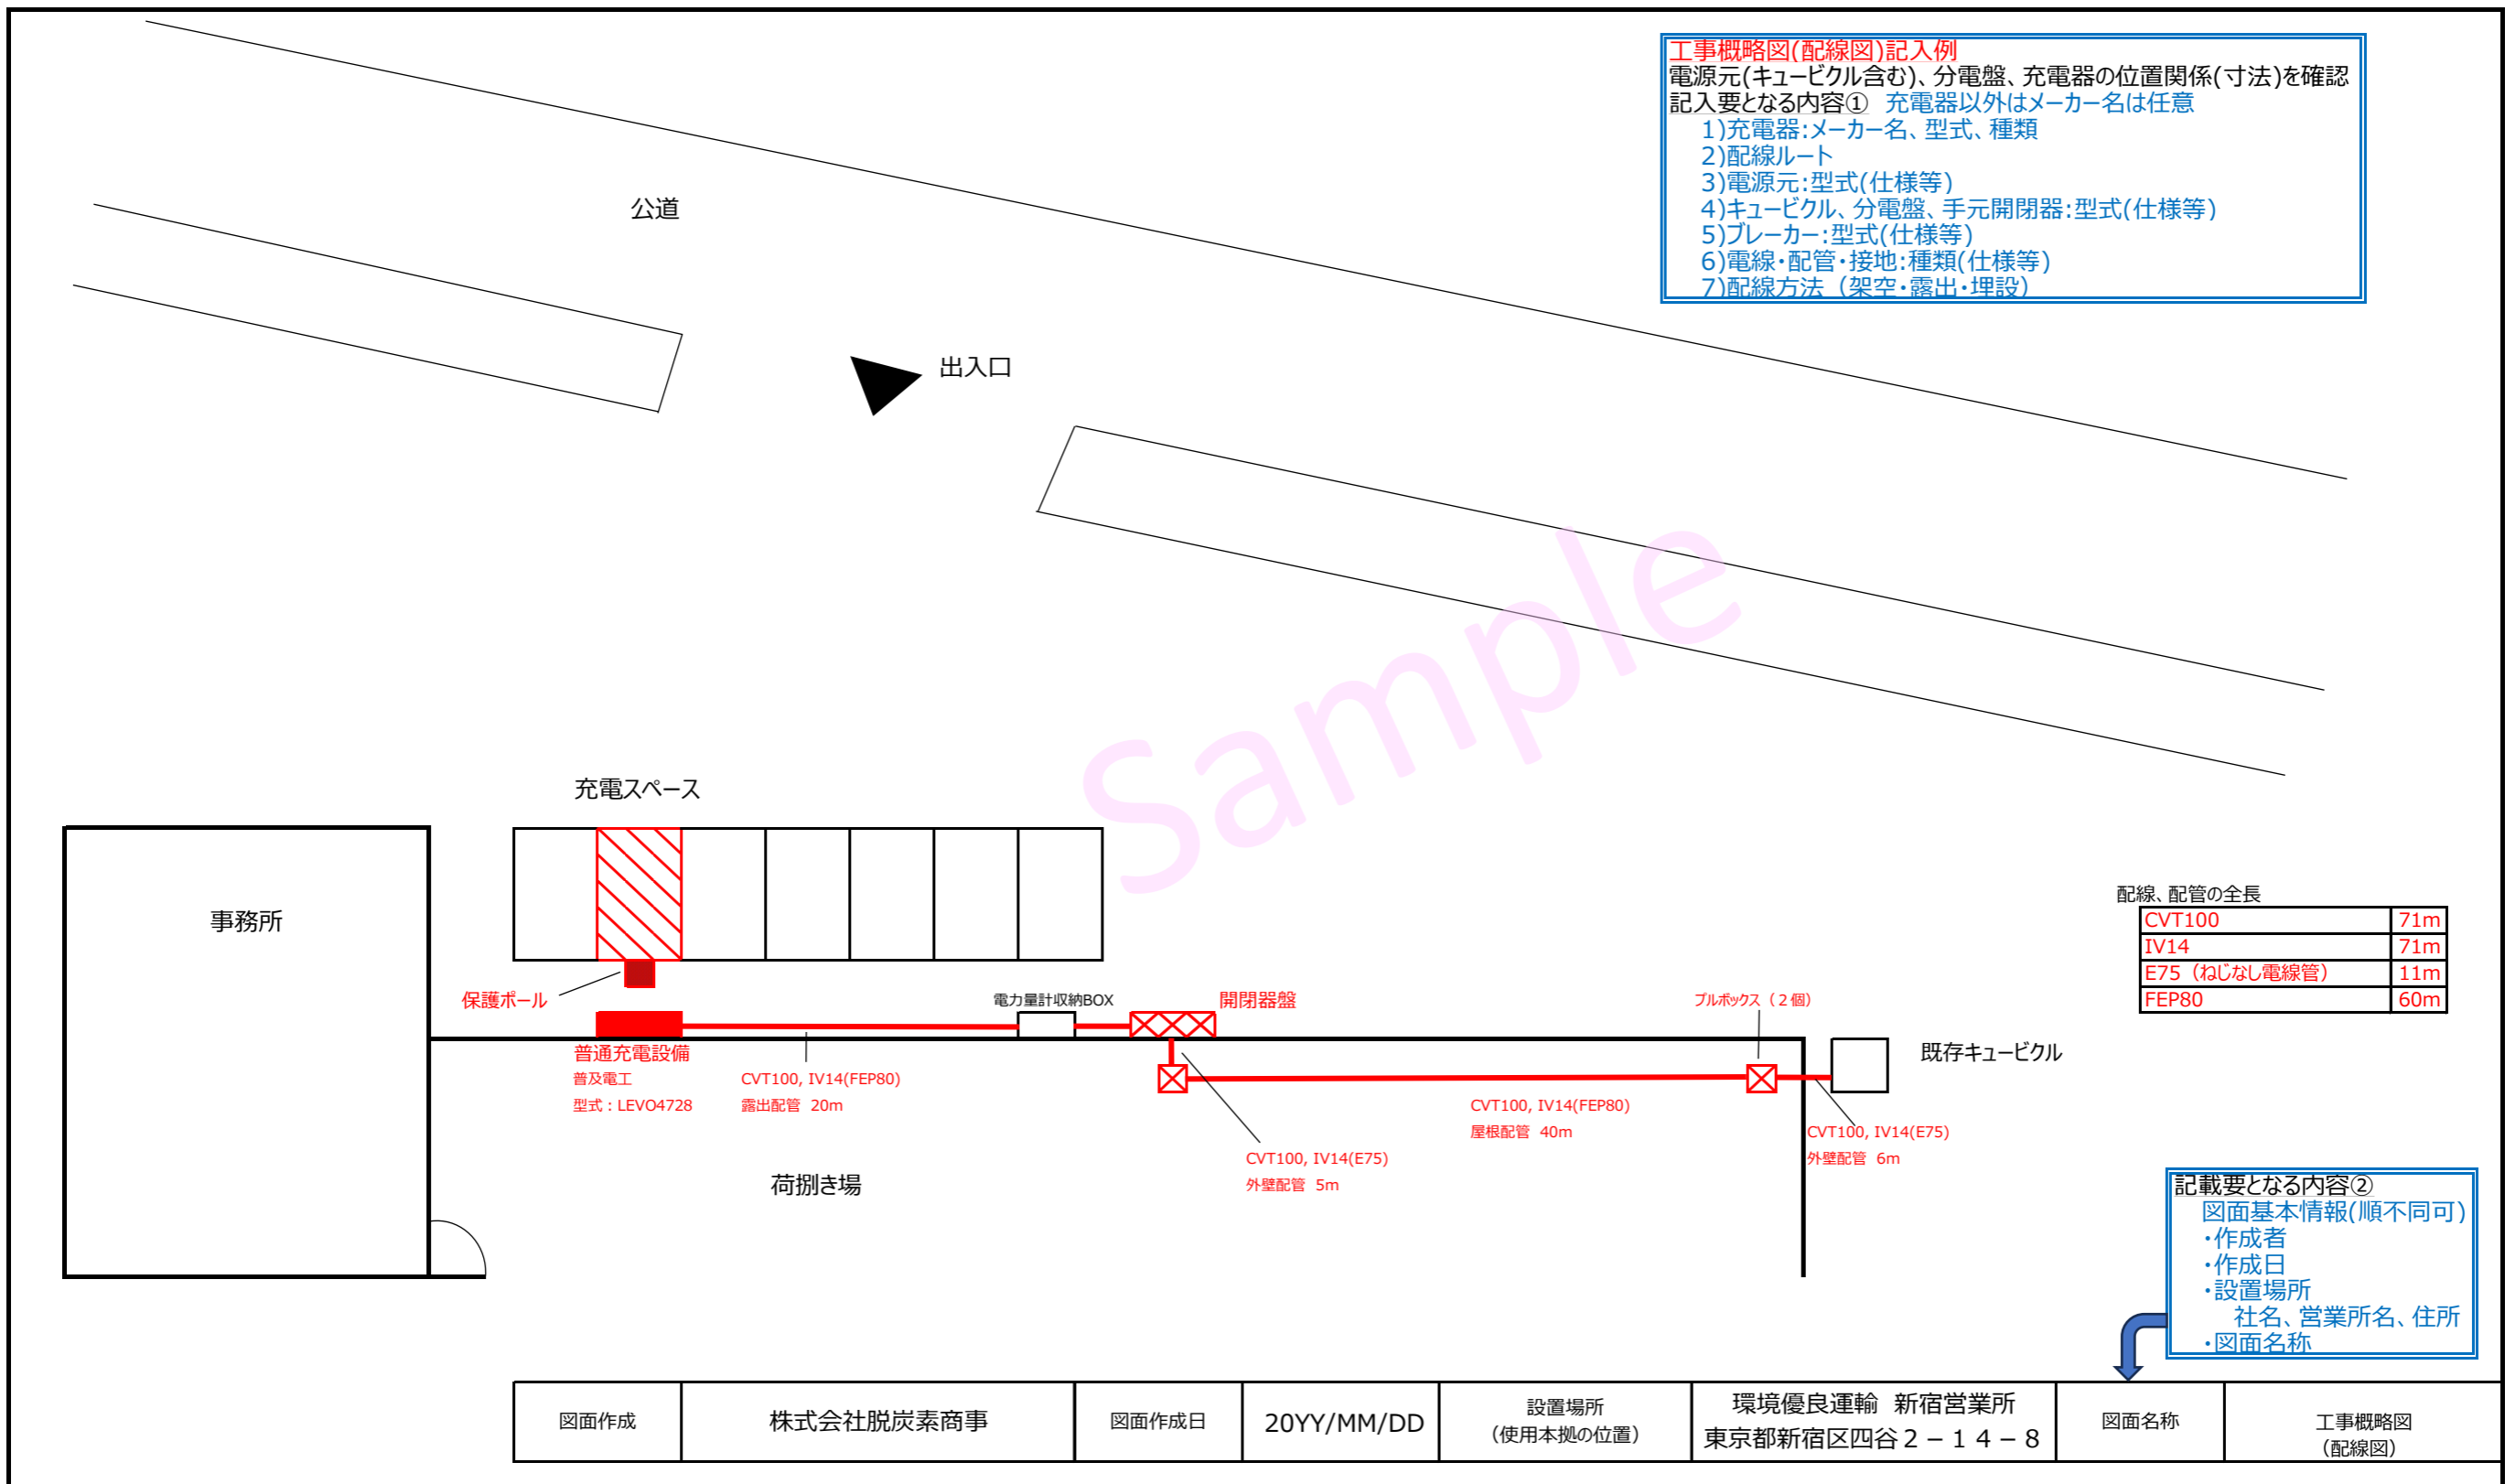 工事概略図(配線図)記入例
電源元(キュービクル含む)、分電盤、充電器の位置関係(寸法)を確認
記入要となる内容① 充電器以外はメーカー名は任意
1)充電器:メーカー名、型式、種類
2)配線ルート
3)電源元:型式(仕様等)
4)キュービクル、分電盤、手元開閉器:型式(仕様等)
5)ブレーカー:型式(仕様等)
6)電線・配管・接地:種類(仕様等)
7)配線方法（架空・露出・埋設）
公道
出入口
Sample
充電スペース
事務所
配線、配管の全長
CVT100 71m
IV14 71m
E75（ねじなし電線管） 11m
FEP80 60m
保護ポール
電力量計収納BOX
開閉器盤
プルボックス（２個）
既存キュービクル
普通充電設備
普及電工
型式：LEVO4728
CVT100, IV14(FEP80)
露出配管 20m
CVT100, IV14(E75)
外壁配管 5m
CVT100, IV14(FEP80)
屋根配管 40m
CVT100, IV14(E75)
外壁配管 6m
荷捌き場
記載要となる内容②
図面基本情報(順不同可)
・作成者
・作成日
・設置場所
社名、営業所名、住所
・図面名称
図面作成
株式会社脱炭素商事
図面作成日
20YY/MM/DD
設置場所
（使用本拠の位置）
環境優良運輸 新宿営業所
東京都新宿区四谷２－１４－８
図面名称
工事概略図
（配線図）